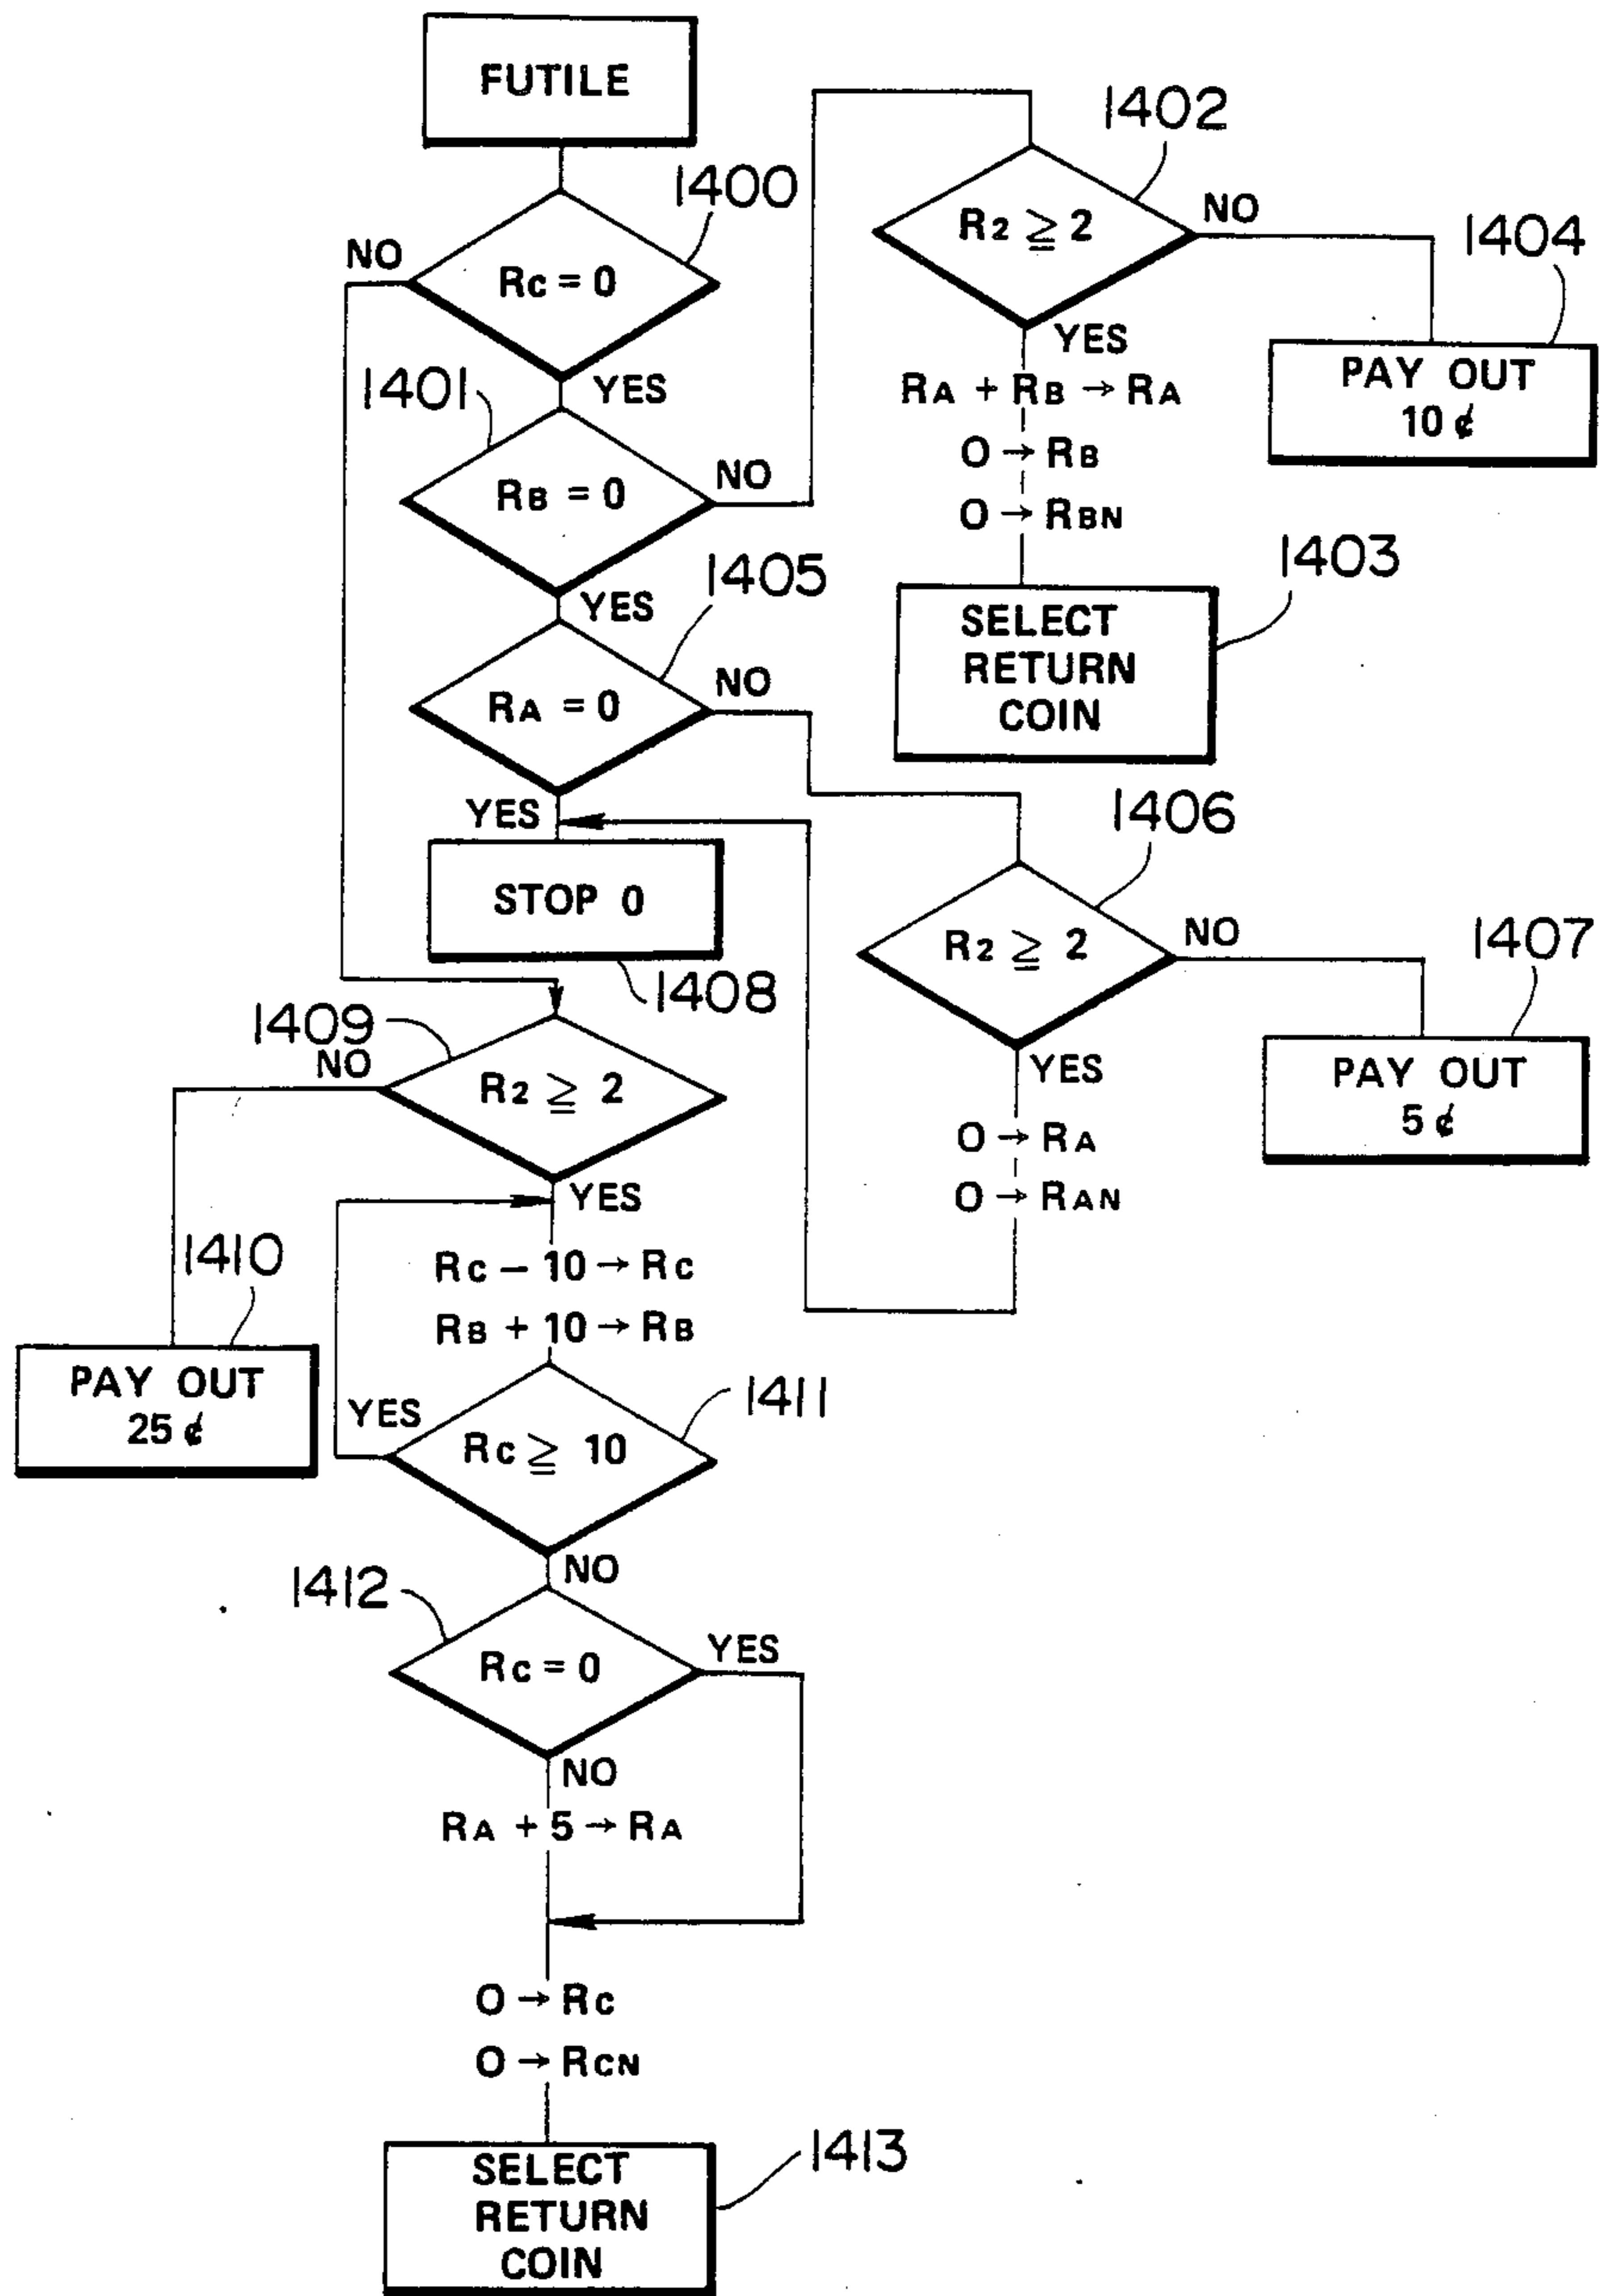 FUTILE
1400
NO
Rc = 0
YES
1401
RB = 0
NO
YES
1402
R2 ≧ 2
NO
YES
RA + RB → RA
0 → RB
0 → RBN
1403
SELECT
RETURN
COIN
1404
PAY OUT
10 ¢
1405
RA = 0
NO
YES
STOP 0
1408
1406
R2 ≧ 2
NO
YES
0 → RA
0 → RAN
1407
PAY OUT
5 ¢
1409
NO
R2 ≧ 2
YES
1410
PAY OUT
25 ¢
Rc − 10 → Rc
RB + 10 → RB
1411
YES
Rc ≧ 10
NO
1412
Rc = 0
YES
NO
RA + 5 → RA
0 → Rc
0 → RCN
1413
SELECT
RETURN
COIN